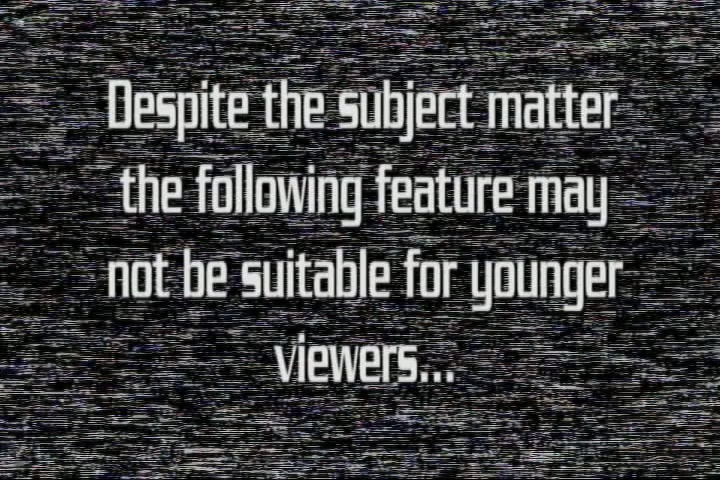 Despite the subject matter
the following feature may
not be suitable for younger
viewers...